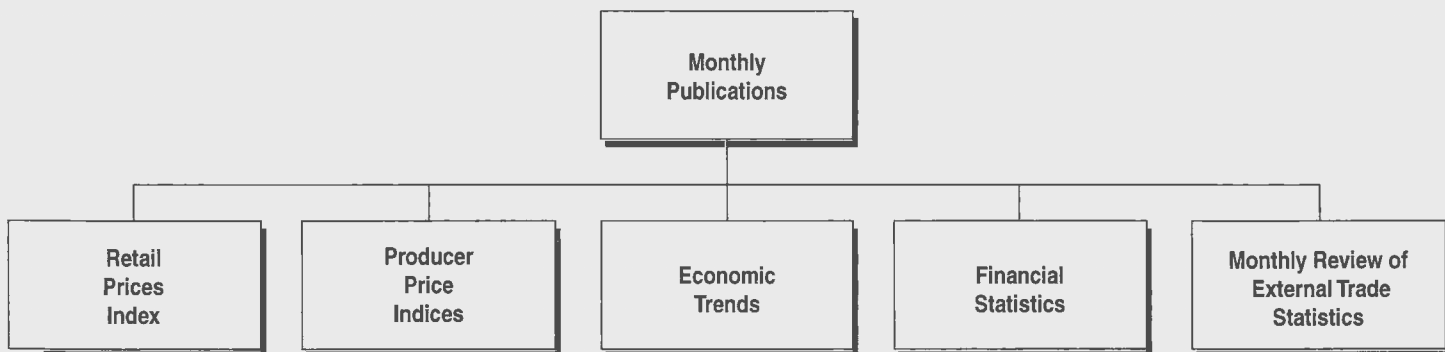 Monthly
Publications
Retail
Prices
Index
Producer
Price
Indices
Economic
Trends
Financial
Statistics
Monthly Review of
External Trade
Statistics